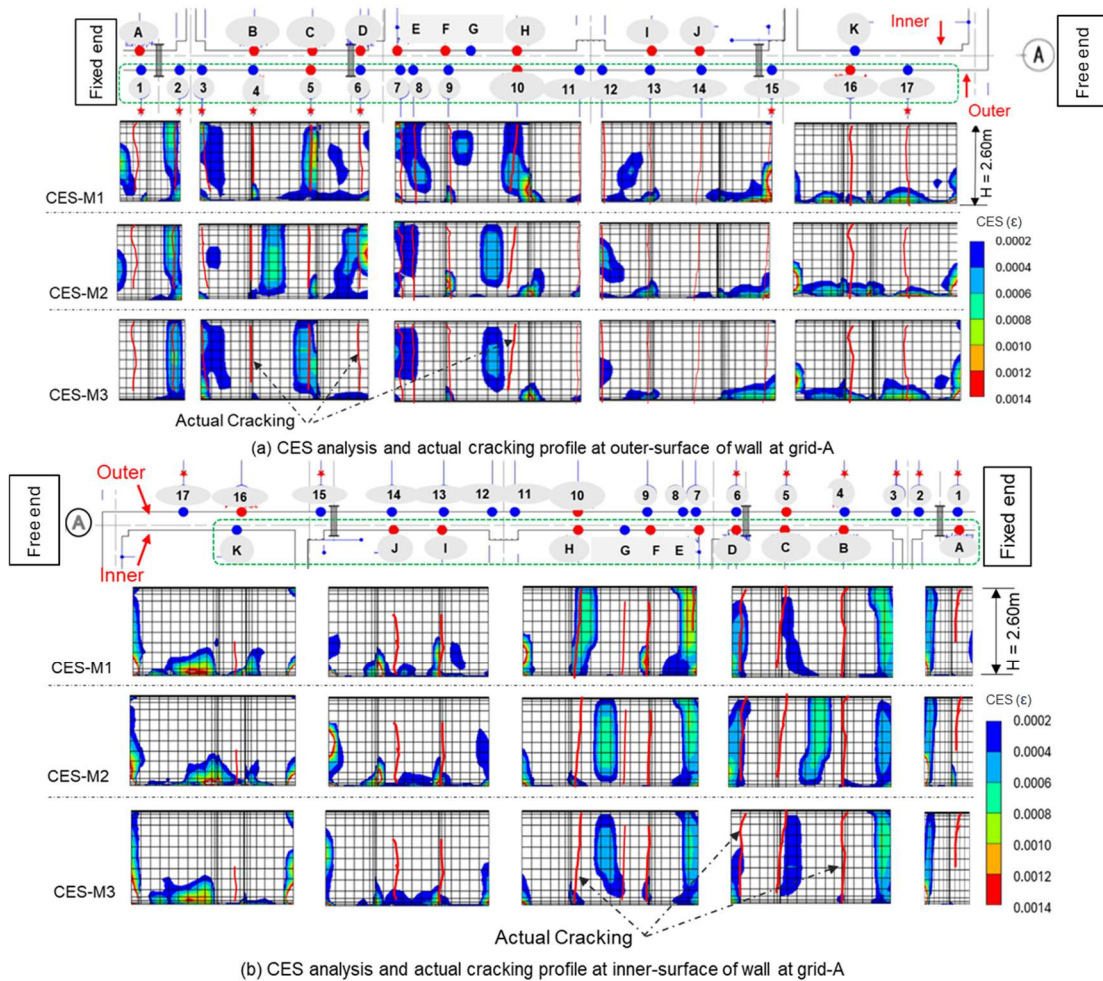 Fixed end
A B C D E F G H I J K
Inner
A
Free end
1 2 3 4 5 6 7 8 9 10 11 12 13 14 15 16 17
Outer
H = 2.60m
CES-M1
CES (ε)
0.0002
0.0004
0.0006
0.0008
0.0010
0.0012
0.0014
CES-M2
CES-M3
Actual Cracking
(a) CES analysis and actual cracking profile at outer-surface of wall at grid-A
Free end
Outer
17 16 15 14 13 12 11 10 9 8 7 6 5 4 3 2 1
A
Fixed end
K J I H G F E D C B A
Inner
H = 2.60m
CES-M1
CES (ε)
0.0002
0.0004
0.0006
0.0008
0.0010
0.0012
0.0014
CES-M2
CES-M3
Actual Cracking
(b) CES analysis and actual cracking profile at inner-surface of wall at grid-A